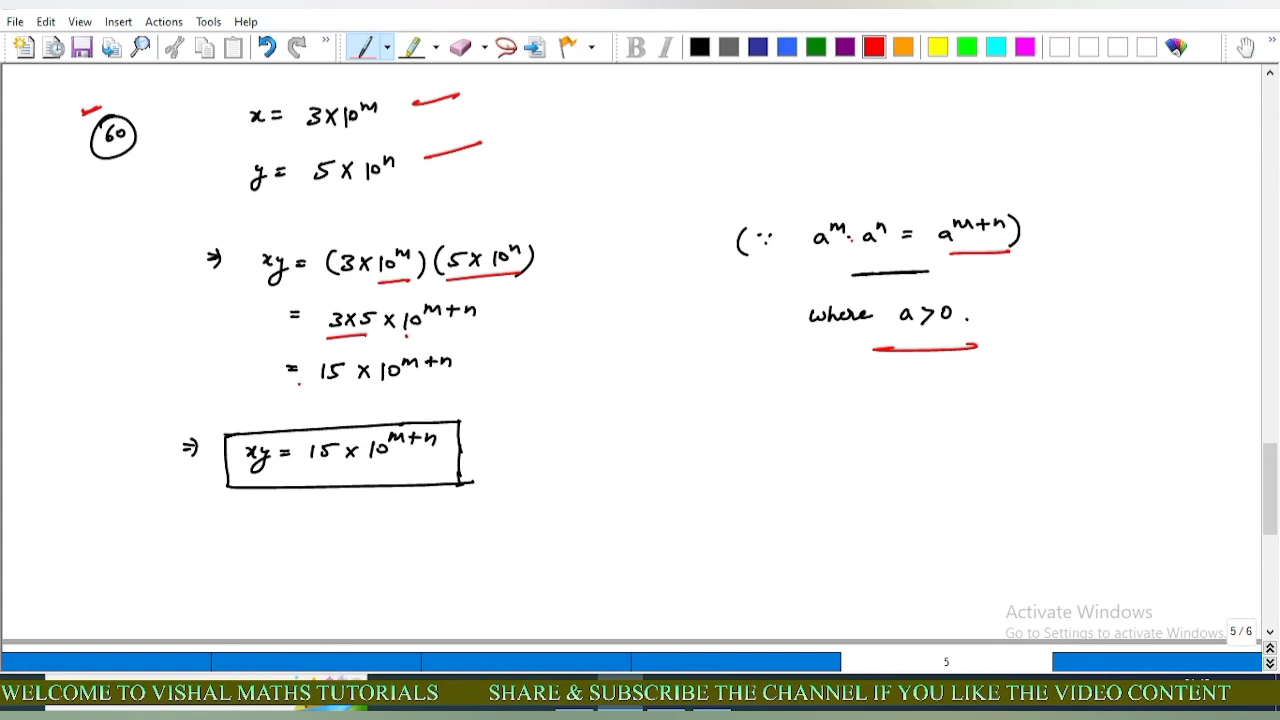 File Edit View Insert Actions Tools Help
B I
60
x = 3×10^m
y = 5×10^n
⇒ xy = (3×10^m)(5×10^n)
= 3×5×10^m+n
= 15×10^m+n
⇒ xy = 15×10^m+n
(∵ a^m · a^n = a^m+n)
where a>0.
Activate Windows
Go to Settings to activate Windows.
5 / 6
5
WELCOME TO VISHAL MATHS TUTORIALS SHARE & SUBSCRIBE THE CHANNEL IF YOU LIKE THE VIDEO CONTENT